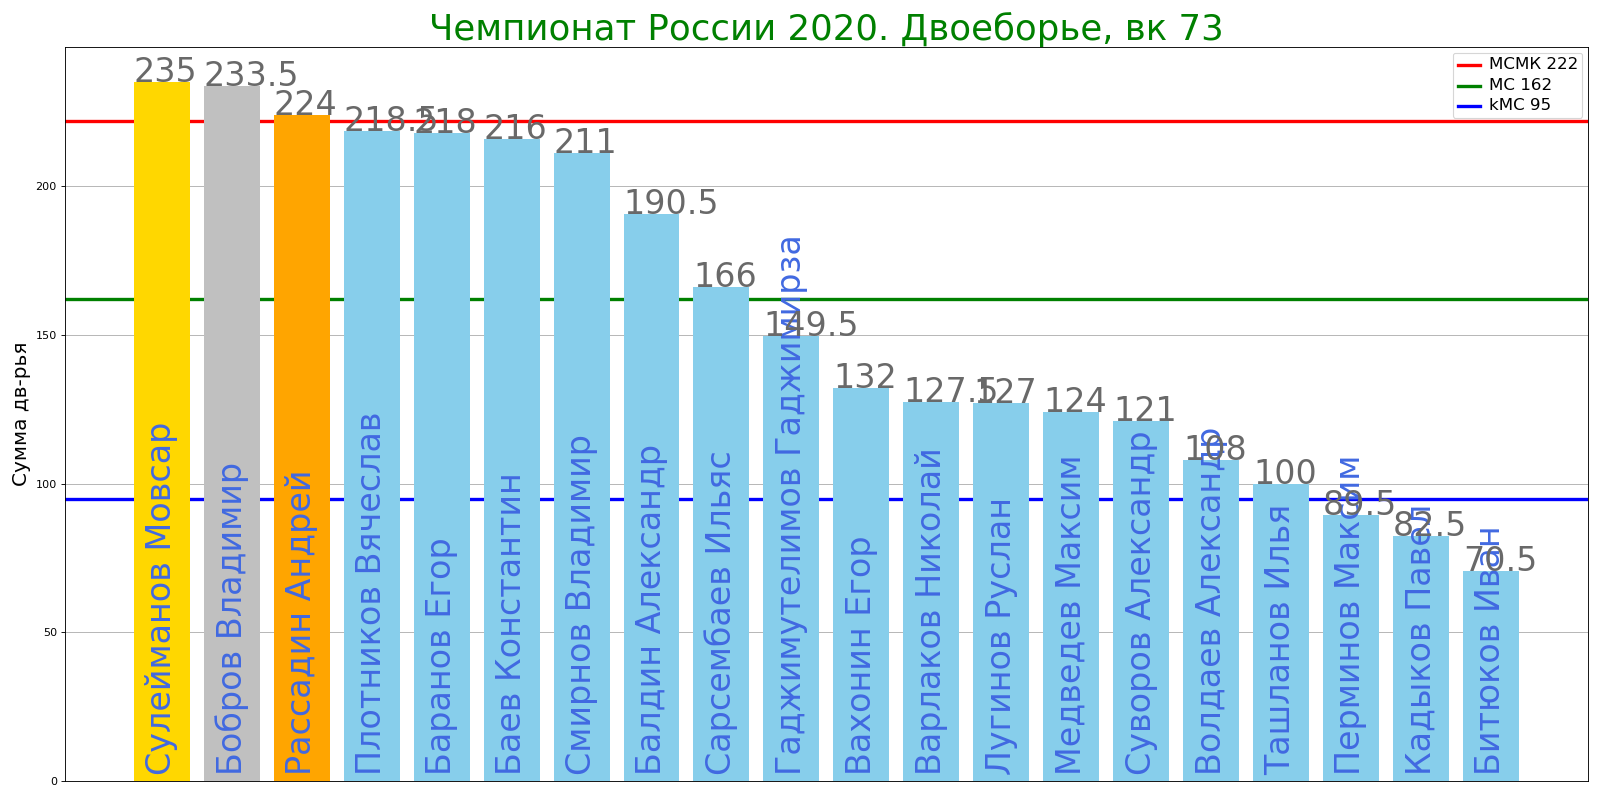 Чемпионат России 2020. Двоеборье, вк 73
МСМК 222
МС 162
kМС 95
Сумма дв-рья
200
150
100
50
0
235
233.5
224
218.5
218
216
211
190.5
166
149.5
132
127.5
127
124
121
108
100
89.5
82.5
70.5
Сулейманов Мовсар
Бобров Владимир
Рассадин Андрей
Плотников Вячеслав
Баранов Егор
Баев Константин
Смирнов Владимир
Балдин Александр
Сарсембаев Ильяс
Гаджимутелимов Гаджимирза
Вахонин Егор
Варлаков Николай
Лугинов Руслан
Медведев Максим
Суворов Александр
Волдаев Александр
Ташланов Илья
Перминов Максим
Кадыков Павел
Битюков Иван